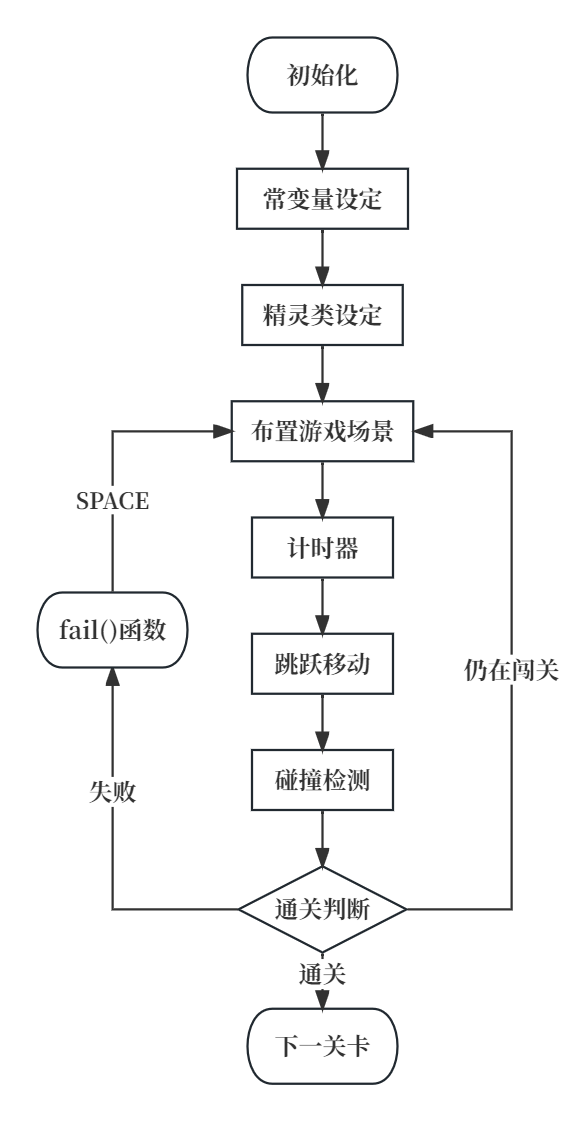 初始化
常变量设定
精灵类设定
布置游戏场景
SPACE
计时器
fail()函数
跳跃移动
仍在闯关
碰撞检测
失败
通关判断
通关
下一关卡